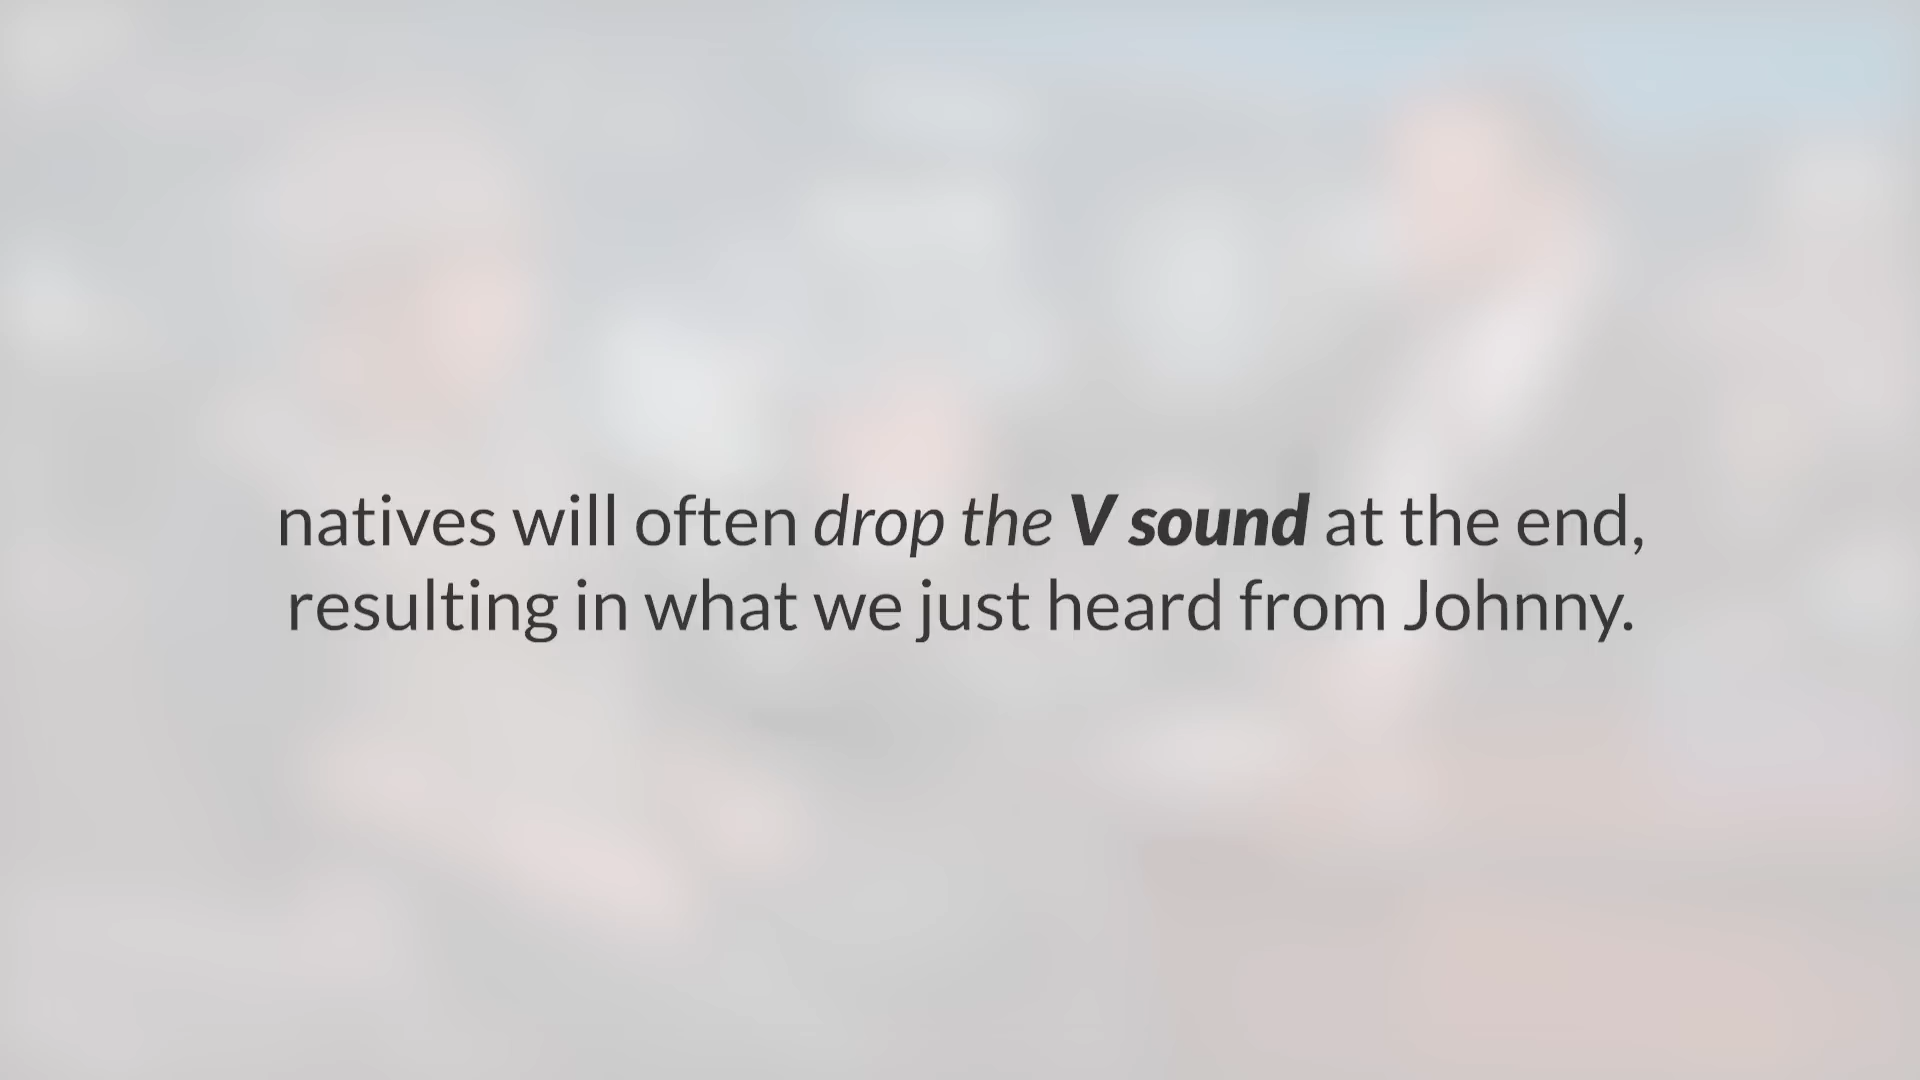 natives will often drop the V sound at the end,
resulting in what we just heard from Johnny.